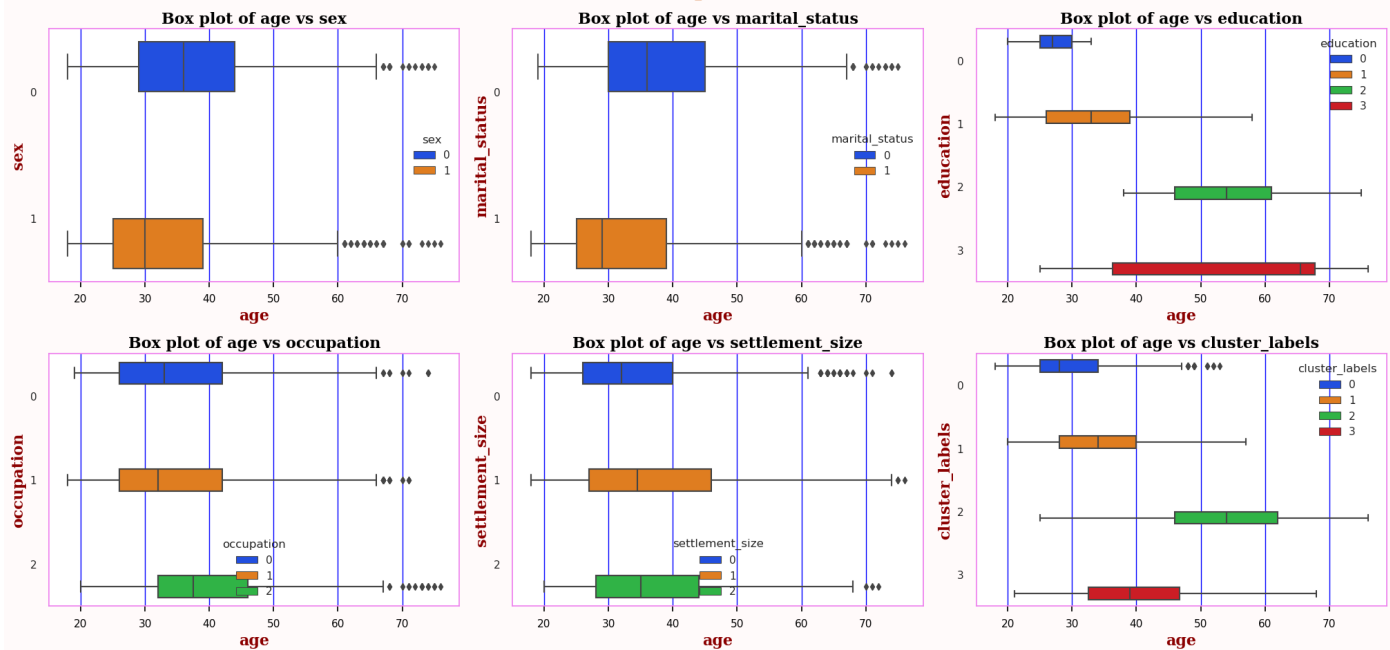 Box plot of age vs sex
sex
0
1
sex
0
1
20 30 40 50 60 70
age
Box plot of age vs marital_status
marital_status
0
1
marital_status
0
1
20 30 40 50 60 70
age
Box plot of age vs education
education
0
1
2
3
education
0
1
2
3
20 30 40 50 60 70
age
Box plot of age vs occupation
occupation
0
1
2
occupation
0
1
2
20 30 40 50 60 70
age
Box plot of age vs settlement_size
settlement_size
0
1
2
settlement_size
0
1
2
20 30 40 50 60 70
age
Box plot of age vs cluster_labels
cluster_labels
0
1
2
3
cluster_labels
0
1
2
3
20 30 40 50 60 70
age